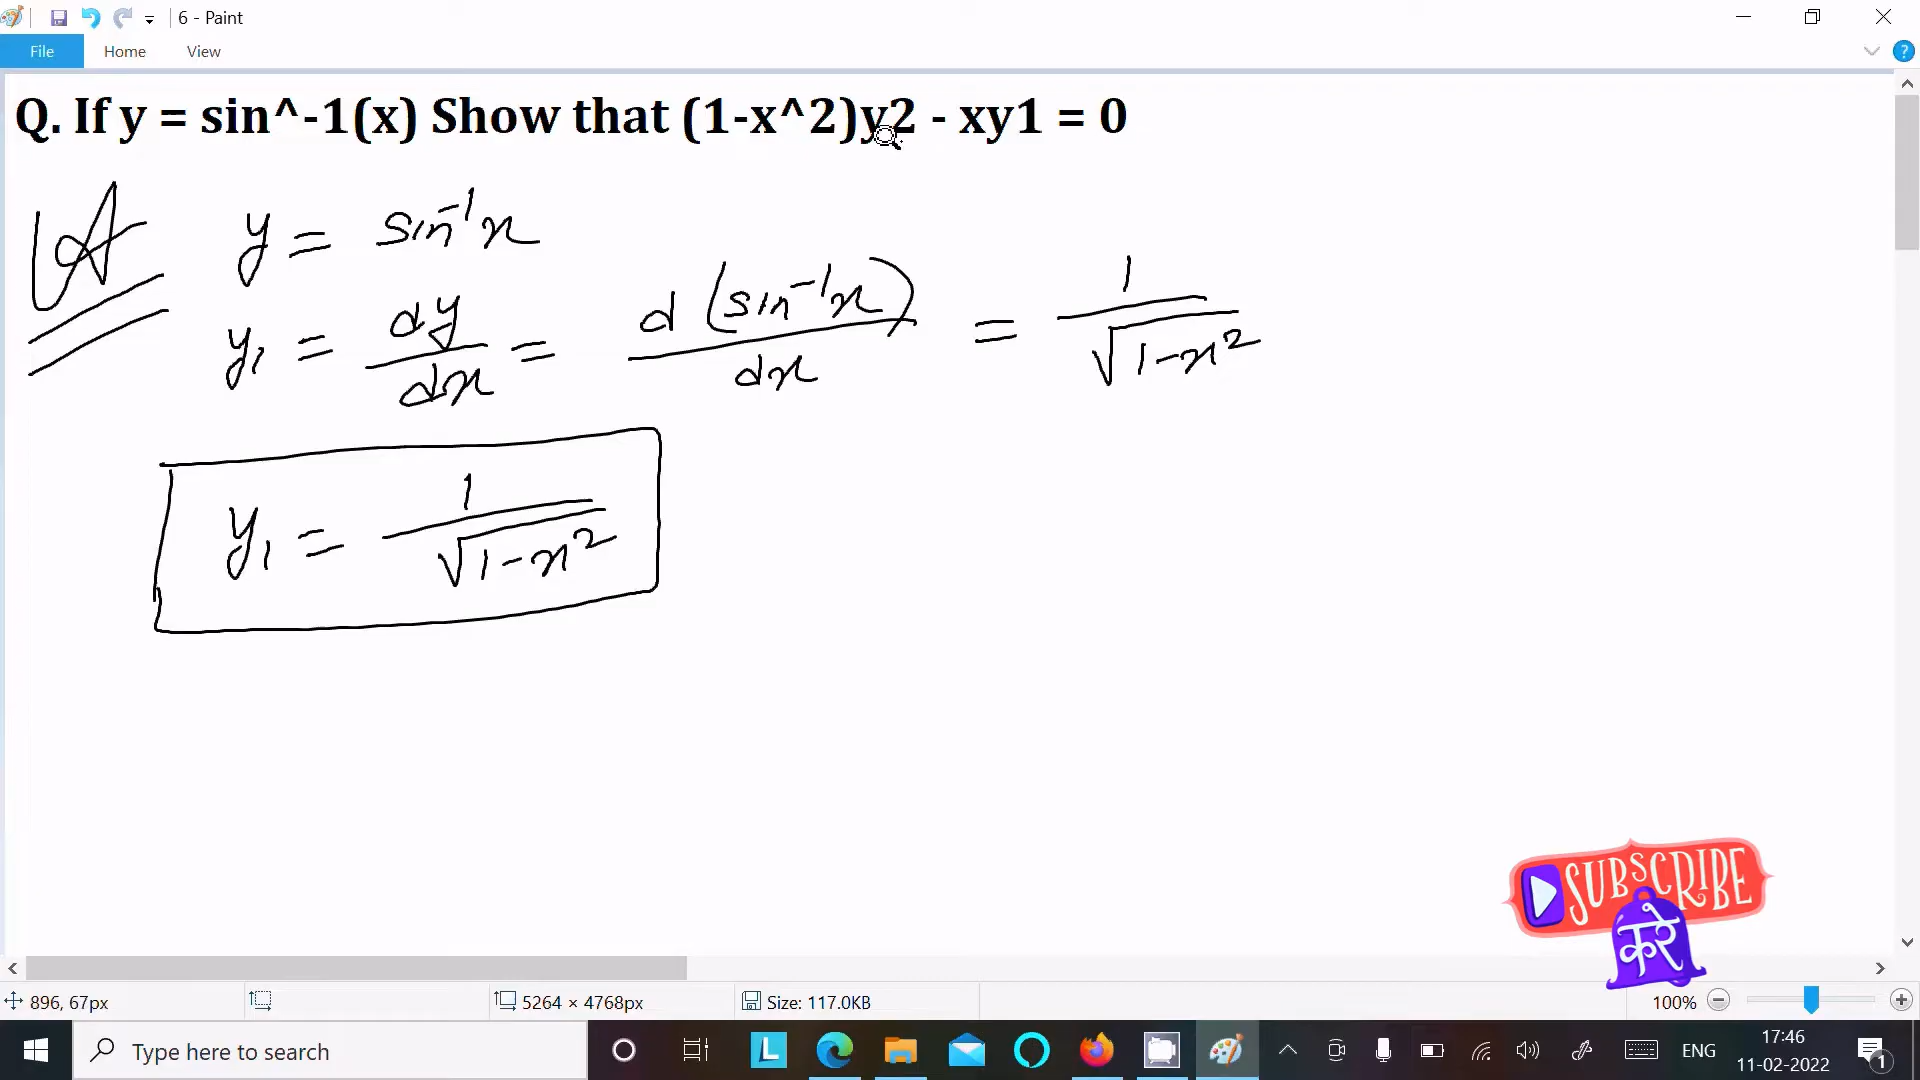 6 - Paint
File Home View
Q. If y = sin^-1(x) Show that (1-x^2)y2 - xy1 = 0
A
y = sin⁻¹x
y₁ = dy/dx = d(sin⁻¹x)/dx = 1/√(1-x²)
y₁ = 1/√(1-x²)
SUBSCRIBE
करे
896, 67px 5264 × 4768px Size: 117.0KB 100%
Type here to search L ENG 17:46
11-02-2022 1